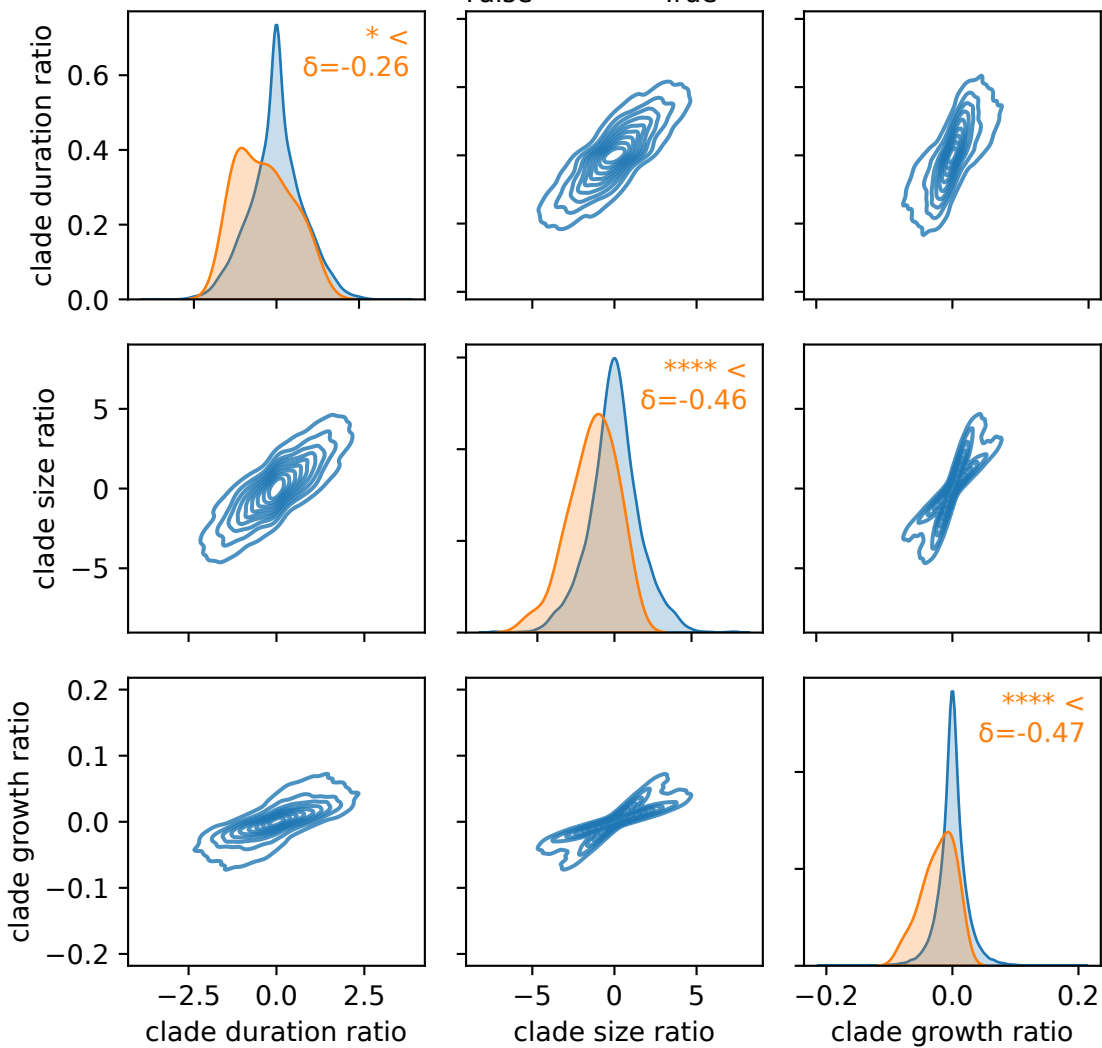 clade duration ratio
0.6
0.4
0.2
0.0
* <
δ=-0.26
clade size ratio
5
0
−5
**** <
δ=-0.46
clade growth ratio
0.2
0.1
0.0
−0.1
−0.2
**** <
δ=-0.47
−2.5 0.0 2.5
−5 0 5
−0.2 0.0 0.2
clade duration ratio
clade size ratio
clade growth ratio